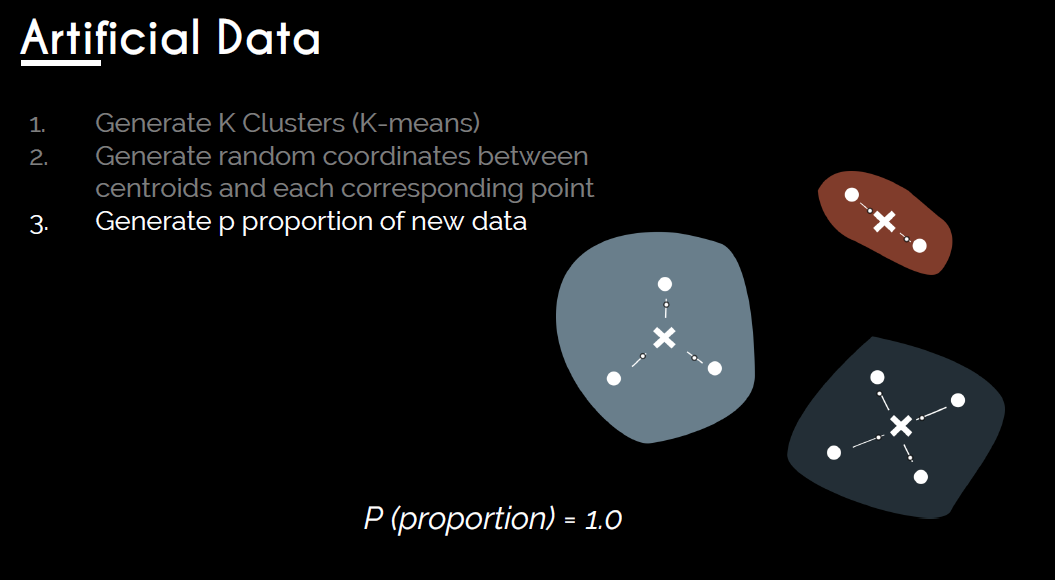 Artificial Data
1. Generate K Clusters (K-means)
2. Generate random coordinates between
centroids and each corresponding point
3. Generate p proportion of new data
P (proportion) = 1.0